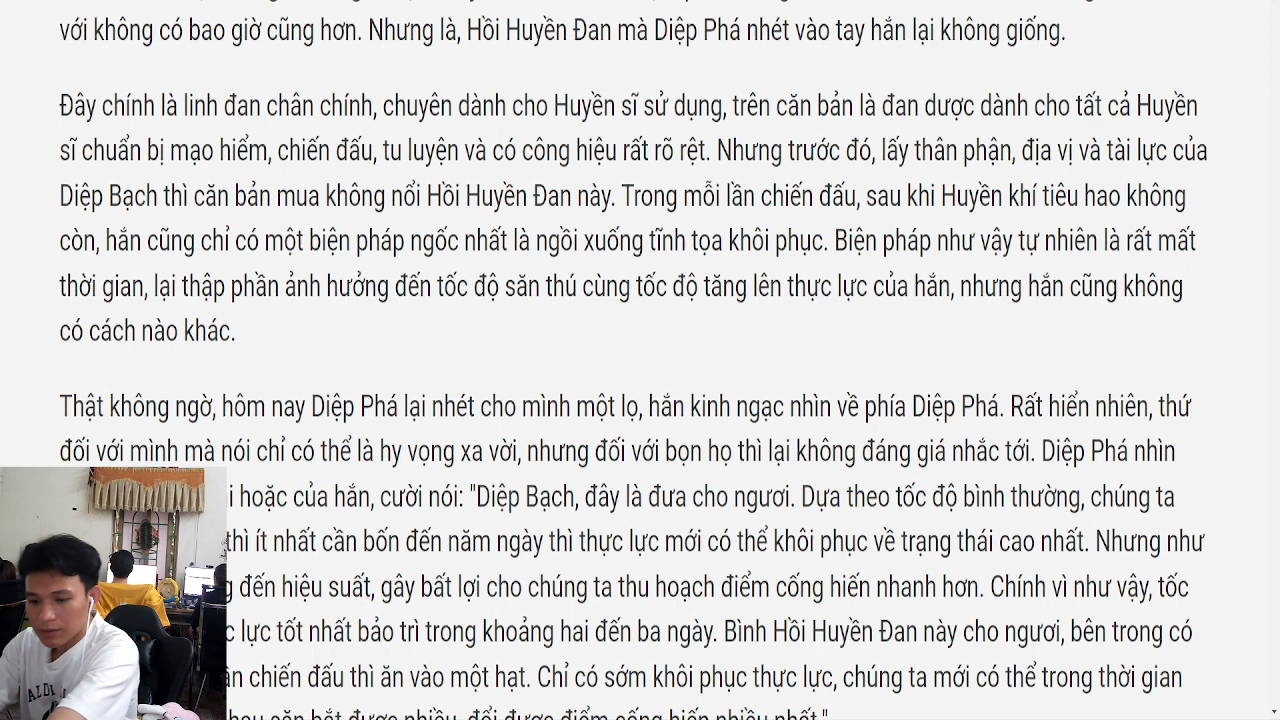 với không có bao giờ cũng hơn. Nhưng là, Hồi Huyền Đan mà Diệp Phá nhét vào tay hắn lại không giống.
Đây chính là linh đan chân chính, chuyên dành cho Huyền sĩ sử dụng, trên căn bản là đan dược dành cho tất cả Huyền
sĩ chuẩn bị mạo hiểm, chiến đấu, tu luyện và có công hiệu rất rõ rệt. Nhưng trước đó, lấy thân phận, địa vị và tài lực của
Diệp Bạch thì căn bản mua không nổi Hồi Huyền Đan này. Trong mỗi lần chiến đấu, sau khi Huyền khí tiêu hao không
còn, hắn cũng chỉ có một biện pháp ngốc nhất là ngồi xuống tĩnh tọa khôi phục. Biện pháp như vậy tự nhiên là rất mất
thời gian, lại thập phần ảnh hưởng đến tốc độ săn thú cùng tốc độ tăng lên thực lực của hắn, nhưng hắn cũng không
có cách nào khác.
Thật không ngờ, hôm nay Diệp Phá lại nhét cho mình một lọ, hắn kinh ngạc nhìn về phía Diệp Phá. Rất hiển nhiên, thứ
đối với mình mà nói chỉ có thể là hy vọng xa vời, nhưng đối với bọn họ thì lại không đáng giá nhắc tới. Diệp Phá nhìn
hoặc của hắn, cười nói: "Diệp Bạch, đây là đưa cho ngươi. Dựa theo tốc độ bình thường, chúng ta
thì ít nhất cần bốn đến năm ngày thì thực lực mới có thể khôi phục về trạng thái cao nhất. Nhưng như
đến hiệu suất, gây bất lợi cho chúng ta thu hoạch điểm cống hiến nhanh hơn. Chính vì như vậy, tốc
lực tốt nhất bảo trì trong khoảng hai đến ba ngày. Bình Hồi Huyền Đan này cho ngươi, bên trong có
chiến đấu thì ăn vào một hạt. Chỉ có sớm khôi phục thực lực, chúng ta mới có thể trong thời gian
săn bắt được nhiều, đổi được điểm cống hiến nhiều nhất."